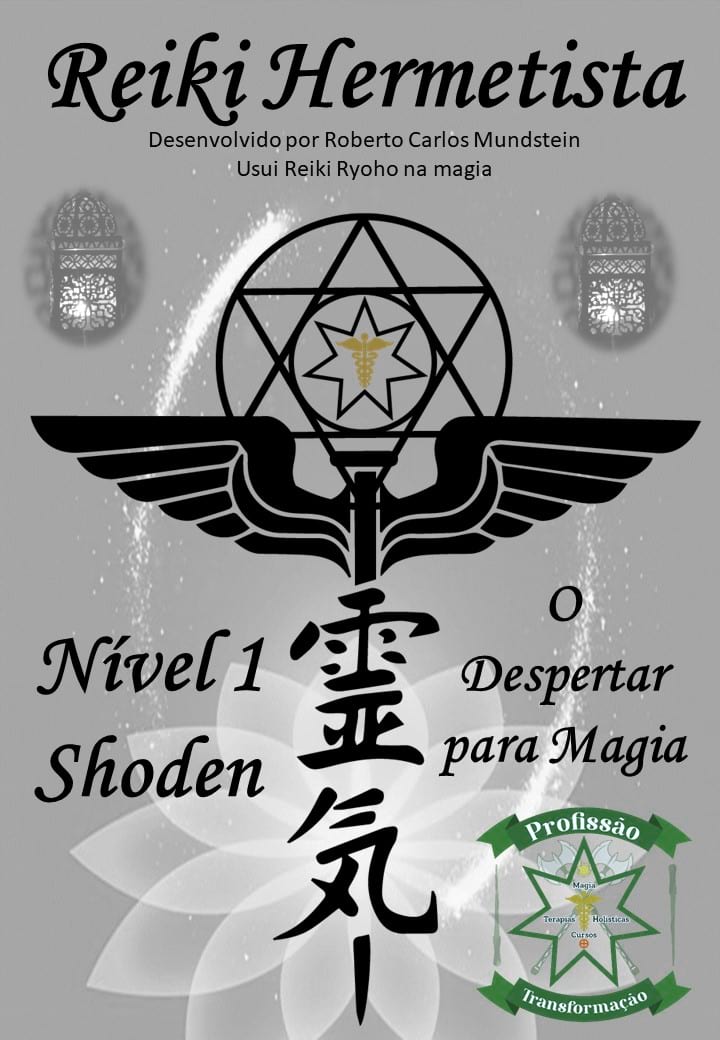 Reiki Hermetista
Desenvolvido por Roberto Carlos Mundstein
Usui Reiki Ryoho na magia
Nível 1
Shoden
霊気
O
Despertar
para Magia
Profissão
Magia
Terapias Holísticas
Cursos
Transformação